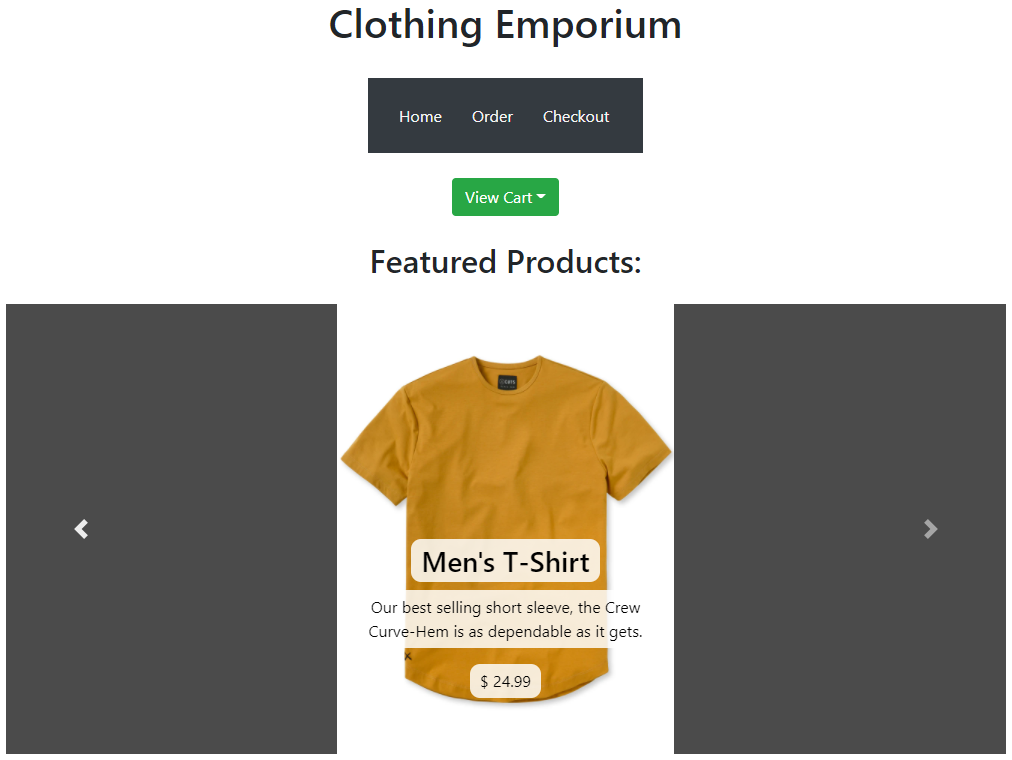 Clothing Emporium
Home Order Checkout
View Cart
Featured Products:
CUTS
Men's T-Shirt
Our best selling short sleeve, the Crew
Curve-Hem is as dependable as it gets.
$ 24.99